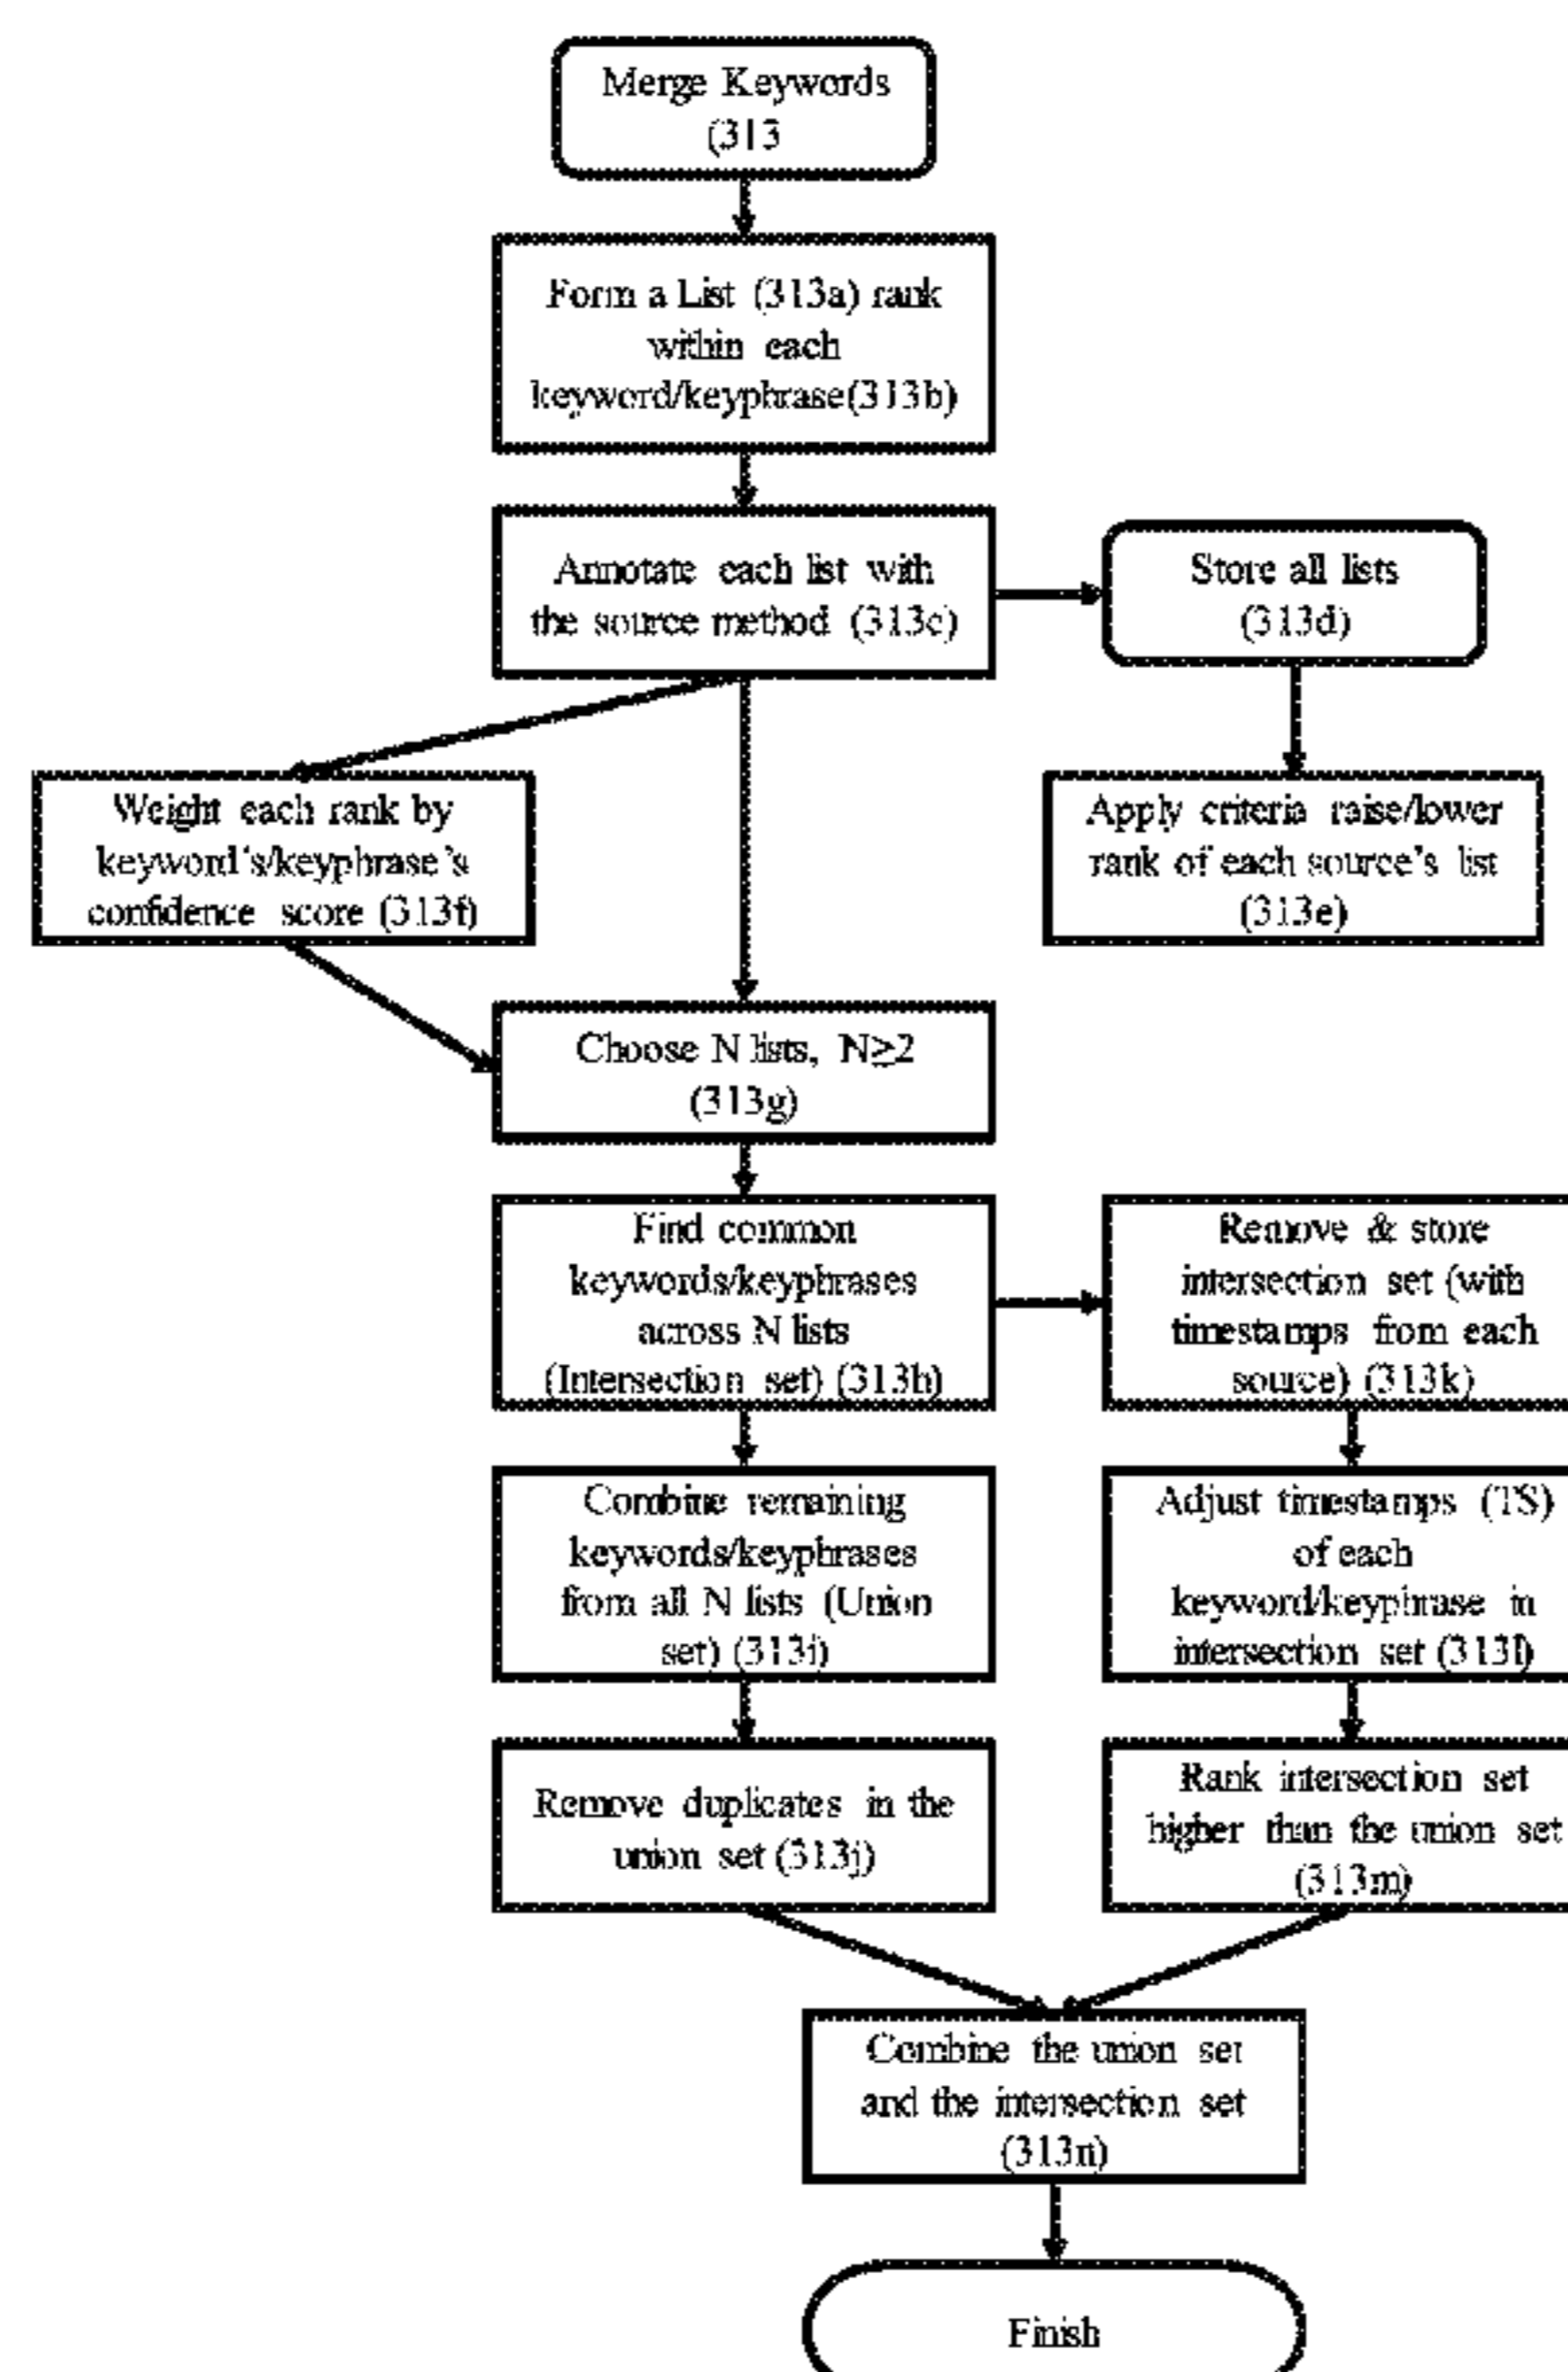 Merge Keywords
(313
Form a List (313a) rank
within each
keyword/keyphrase(313b)
Annotate each list with
the source method (313c)
Store all lists
(313d)
Weight each rank by
keyword's/keyphrase's
confidence score (313f)
Apply criteria raise/lower
rank of each source's list
(313e)
Choose N lists, N≥2
(313g)
Find common
keywords/keyphrases
across N lists
(Intersection set) (313h)
Remove & store
intersection set (with
timestamps from each
source) (313k)
Combine remaining
keywords/keyphrases
from all N lists (Union
set) (313i)
Adjust timestamps (TS)
of each
keyword/keyphrase in
intersection set (313l)
Remove duplicates in the
union set (313j)
Rank intersection set
higher than the union set
(313m)
Combine the union set
and the intersection set
(313n)
Finish